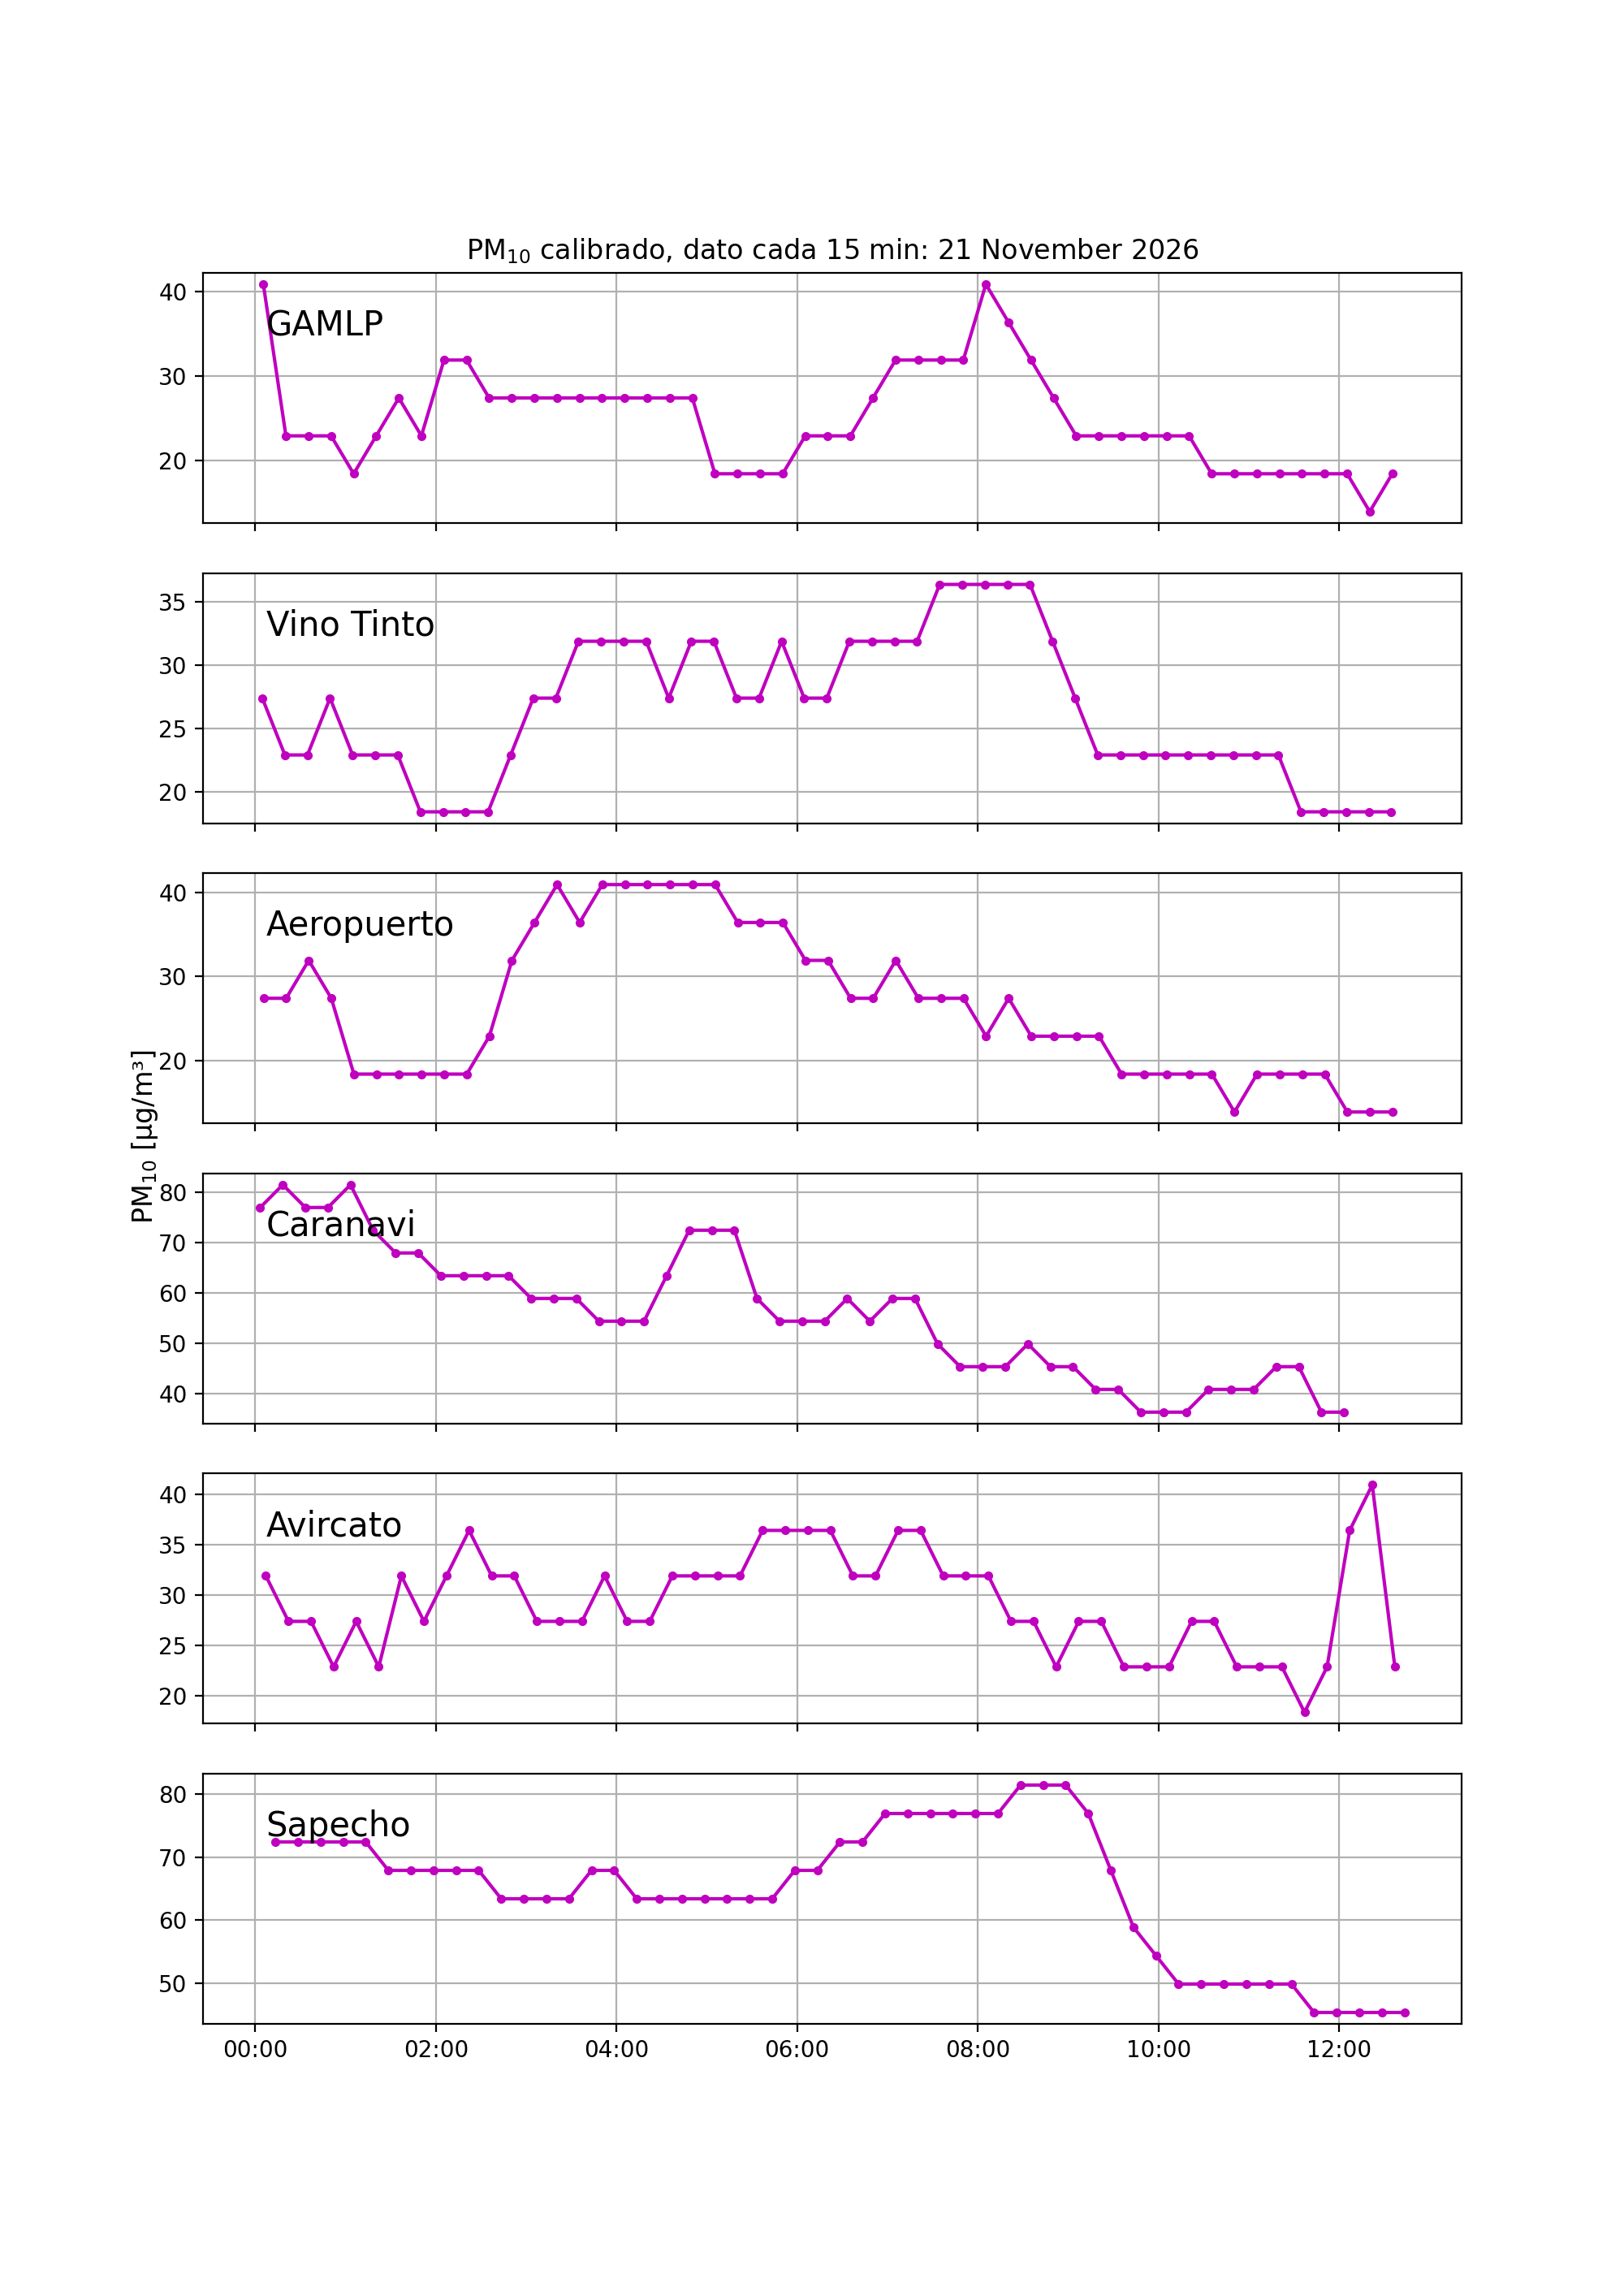 PM₁₀ calibrado, dato cada 15 min: 21 November 2026
40
GAMLP
30
20
35
Vino Tinto
30
25
20
40
Aeropuerto
30
20
PM₁₀ [µg/m³]
80
Caranavi
70
60
50
40
40
Avircato
35
30
25
20
80
Sapecho
70
60
50
00:00 02:00 04:00 06:00 08:00 10:00 12:00